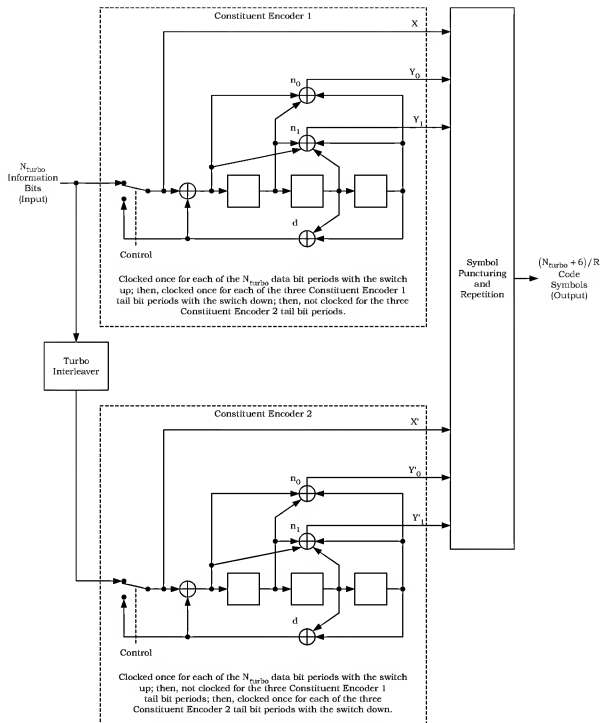 Constituent Encoder 1
X
n0
Y0
n1
Y1
Nturbo
Information
Bits
(Input)
d
Control
Symbol
Puncturing
and
Repetition
(Nturbo + 6)/R
Code
Symbols
(Output)
Clocked once for each of the Nturbo data bit periods with the switch
up; then, clocked once for each of the three Constituent Encoder 1
tail bit periods with the switch down; then, not clocked for the three
Constituent Encoder 2 tail bit periods.
Turbo
Interleaver
Constituent Encoder 2
X'
n0
Y'0
n1
Y'1
d
Control
Clocked once for each of the Nturbo data bit periods with the switch
up; then, not clocked for the three Constituent Encoder 1
tail bit periods; then, clocked once for each of the three
Constituent Encoder 2 tail bit periods with the switch down.